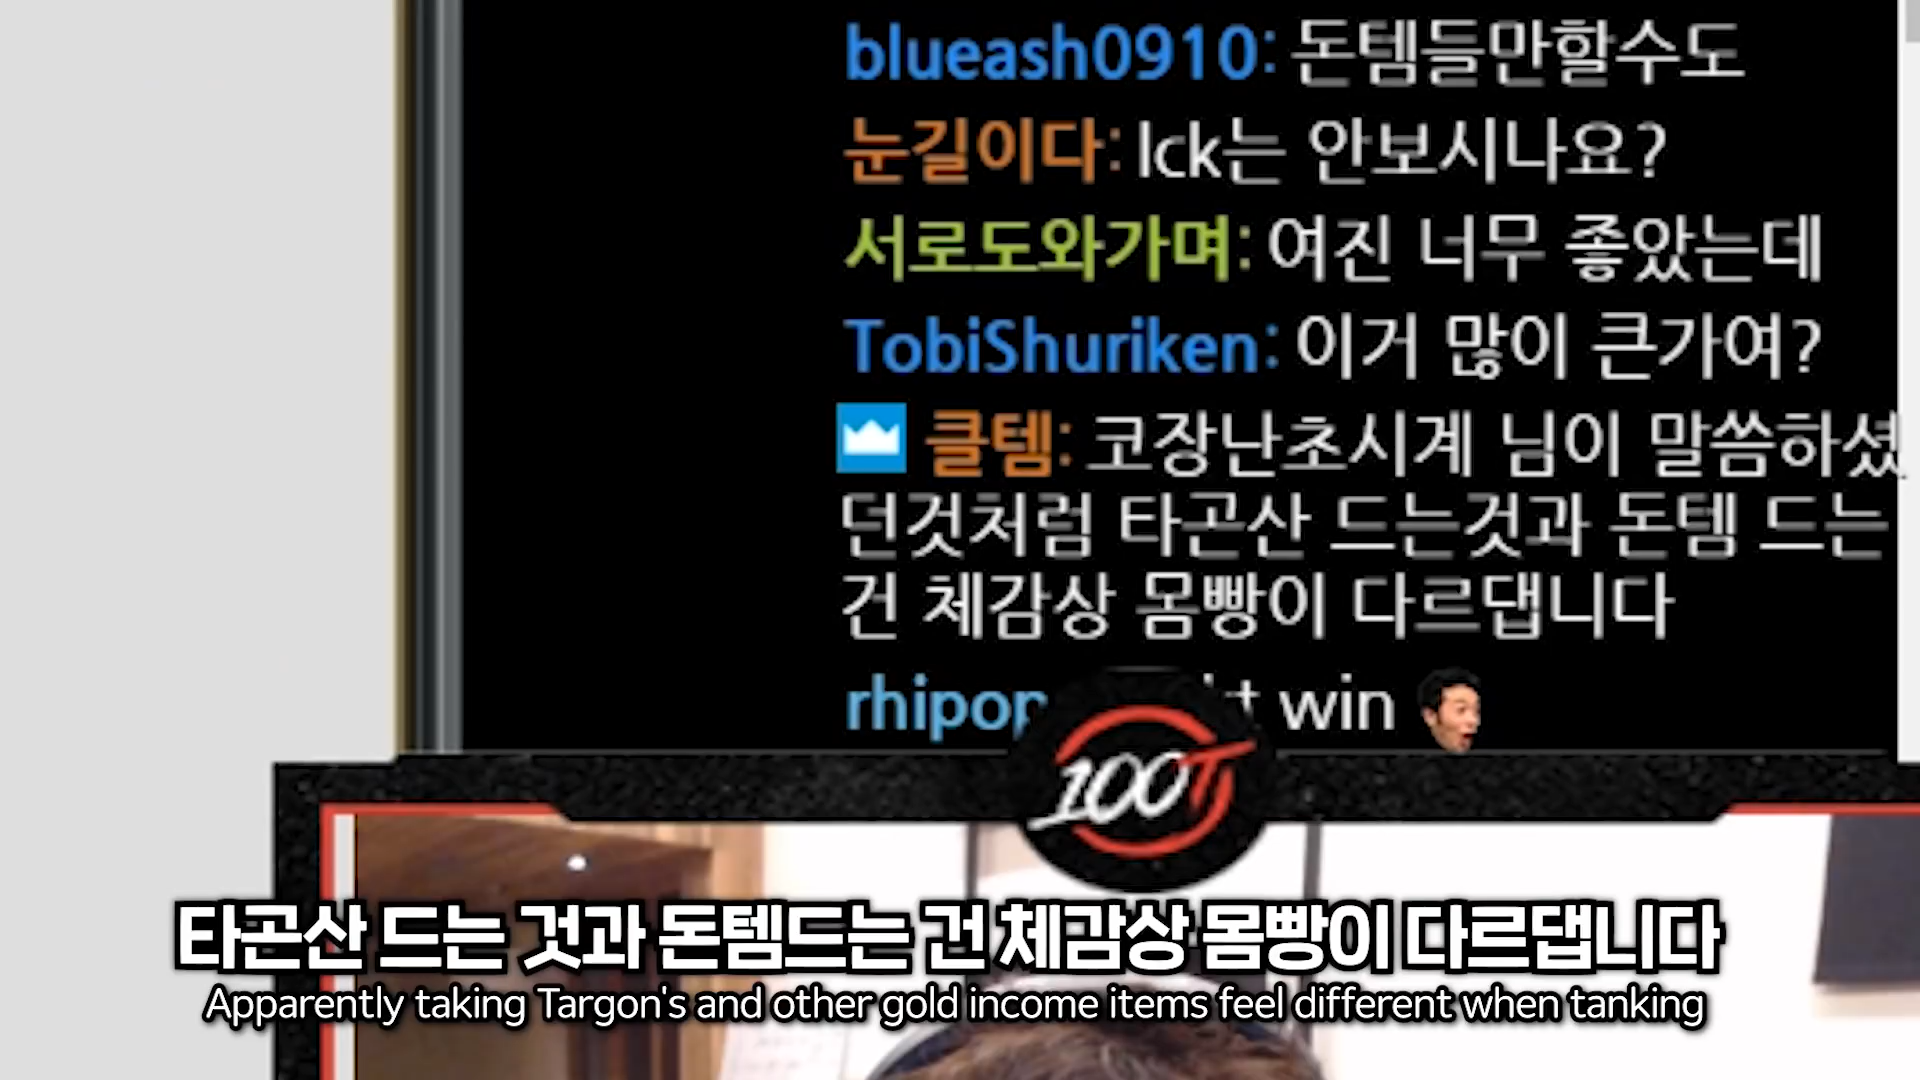 blueash0910: 돈템들만할수도
눈길이다: lck는 안보시나요?
서로도와가며: 여진 너무 좋았는데
TobiShuriken: 이거 많이 큰가여?
클템: 코장난초시계 님이 말씀하셨
던것처럼 타곤산 드는것과 돈템 드는
건 체감상 몸빵이 다르댑니다
win
100T
타곤산 드는 것과 돈템드는 건 체감상 몸빵이 다르댑니다
Apparently taking Targon's and other gold income items feel different when tanking